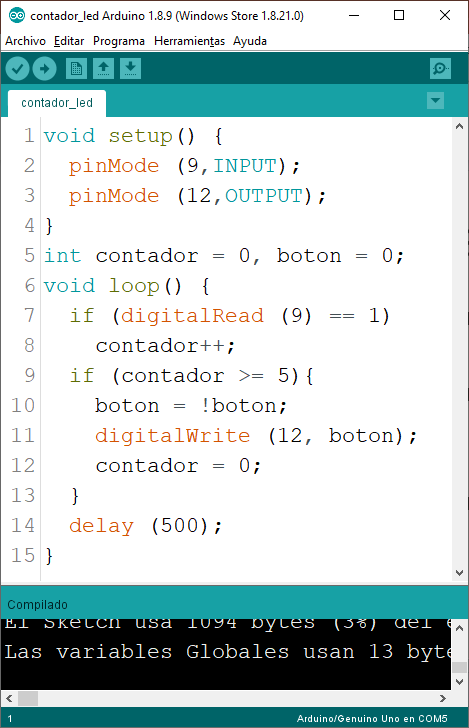 contador_led Arduino 1.8.9 (Windows Store 1.8.21.0)
Archivo Editar Programa Herramientas Ayuda
contador_led
1 void setup() {
2 pinMode (9,INPUT);
3 pinMode (12,OUTPUT);
4 }
5 int contador = 0, boton = 0;
6 void loop() {
7 if (digitalRead (9) == 1)
8 contador++;
9 if (contador >= 5){
10 boton = !boton;
11 digitalWrite (12, boton);
12 contador = 0;
13 }
14 delay (500);
15 }
Compilado
El Sketch usa 1094 bytes (3%) del
Las variables Globales usan 13 byte
1 Arduino/Genuino Uno en COM5